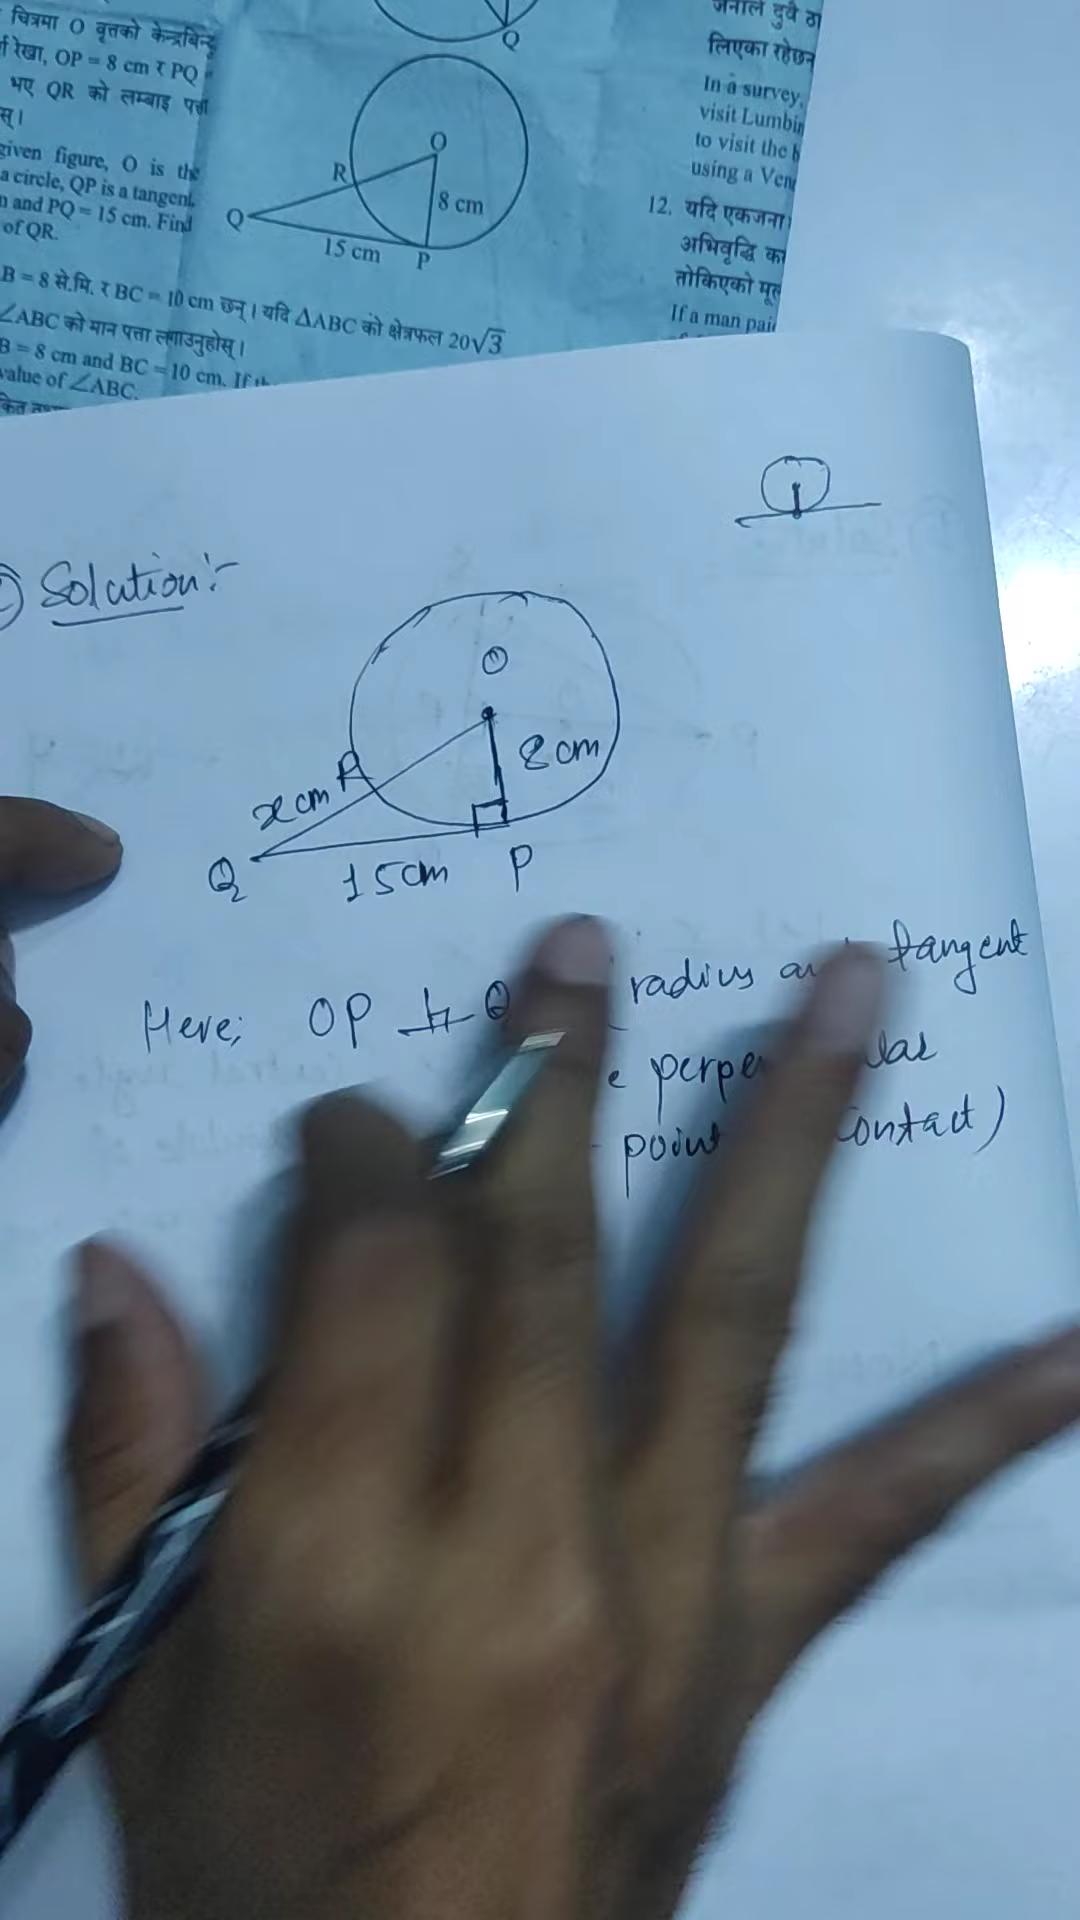 चित्रमा O वृत्तको केन्द्रबिन्दु
रेखा, OP = 8 cm र PQ
भए QR को लम्बाइ पत्ता
given figure, O is the
a circle, QP is a tangent,
and PQ = 15 cm. Find
of QR.
Q
O
R
8 cm
Q
15 cm
P
B = 8 से.मि. र BC = 10 cm छन्। यदि ΔABC को क्षेत्रफल 20√3
∠ABC को मान पत्ता लगाउनुहोस्।
B = 8 cm and BC = 10 cm. If
value of ∠ABC.
दुवै
लिएका रहेछन्
In a survey,
visit Lumbin
to visit the
using a Ven
12. यदि एकजना
अभिवृद्धि
तोकिएको
If a man pai
Solution:-
O
8 cm
R
x cm
Q
15cm
P
Here; OP ⊥ Q radius tangent
perpe lar
point contact)